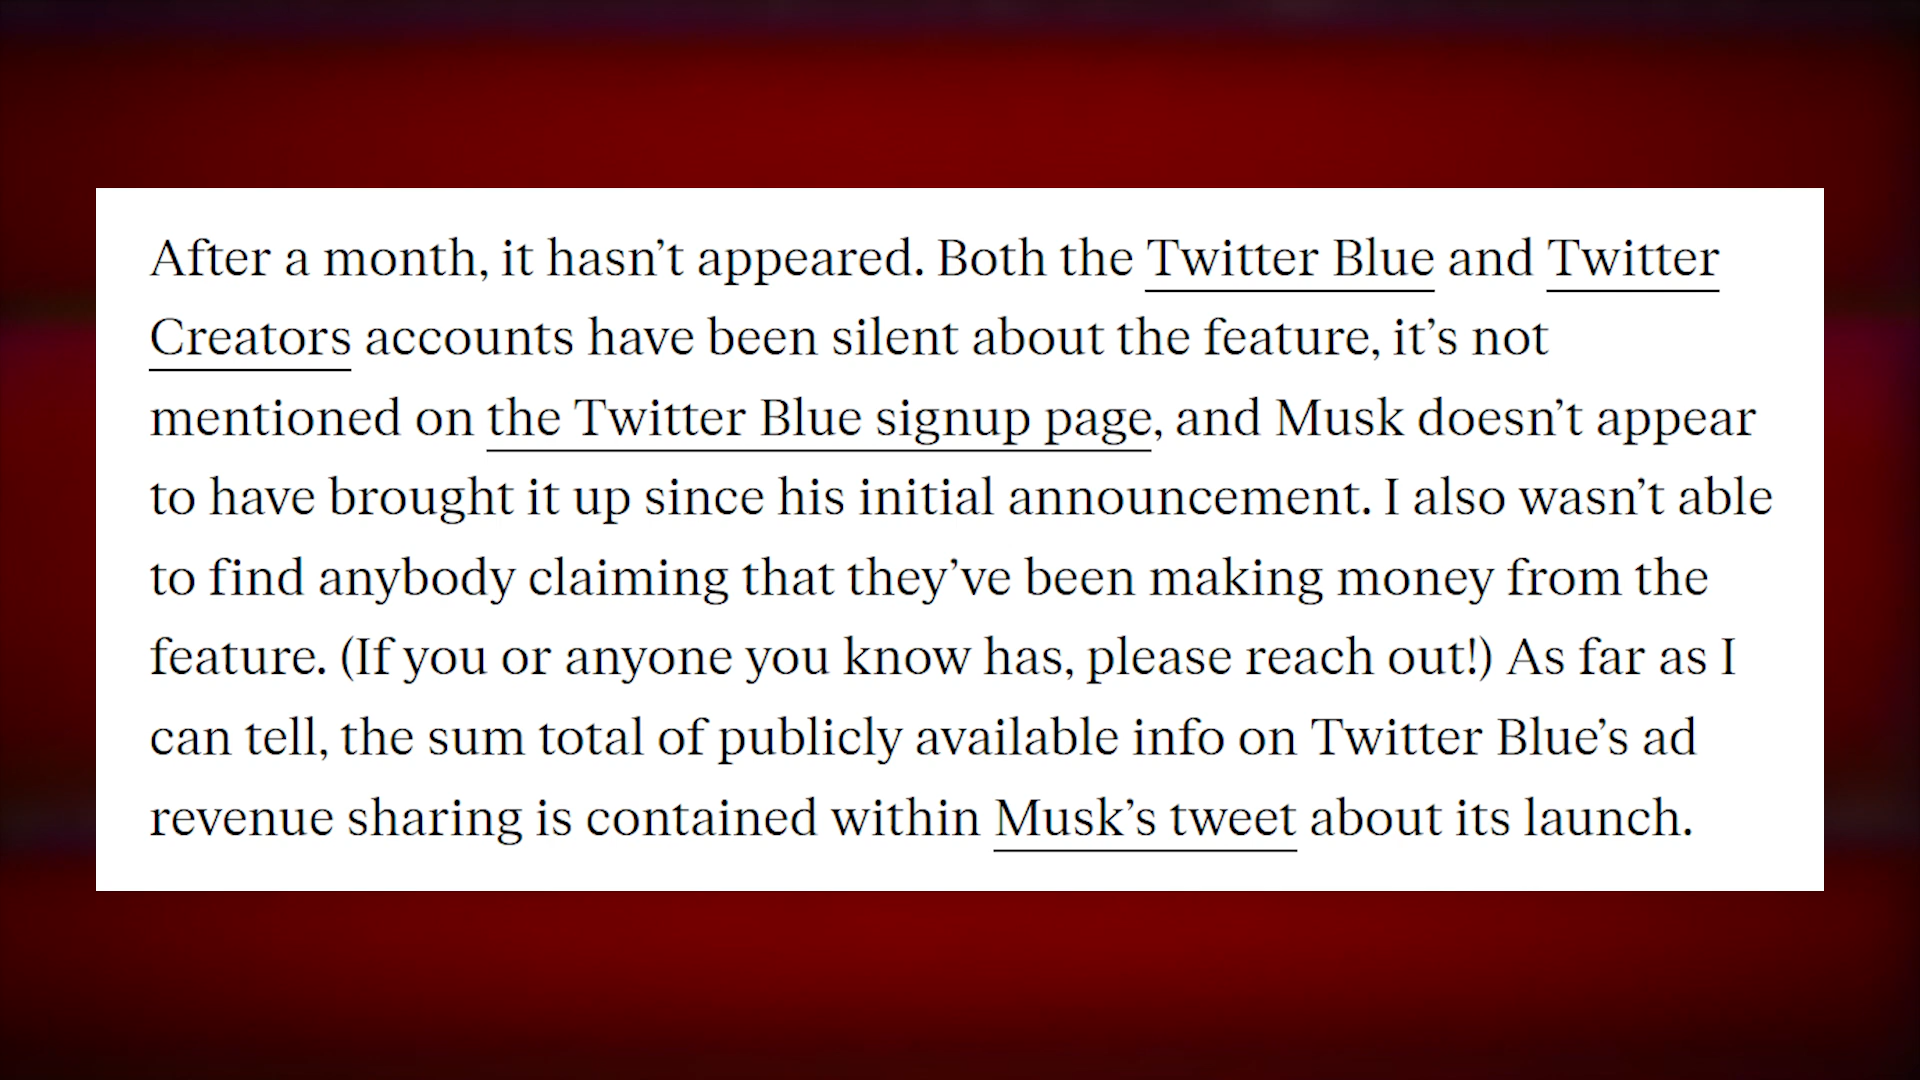 After a month, it hasn’t appeared. Both the Twitter Blue and Twitter
Creators accounts have been silent about the feature, it’s not
mentioned on the Twitter Blue signup page, and Musk doesn’t appear
to have brought it up since his initial announcement. I also wasn’t able
to find anybody claiming that they’ve been making money from the
feature. (If you or anyone you know has, please reach out!) As far as I
can tell, the sum total of publicly available info on Twitter Blue’s ad
revenue sharing is contained within Musk’s tweet about its launch.